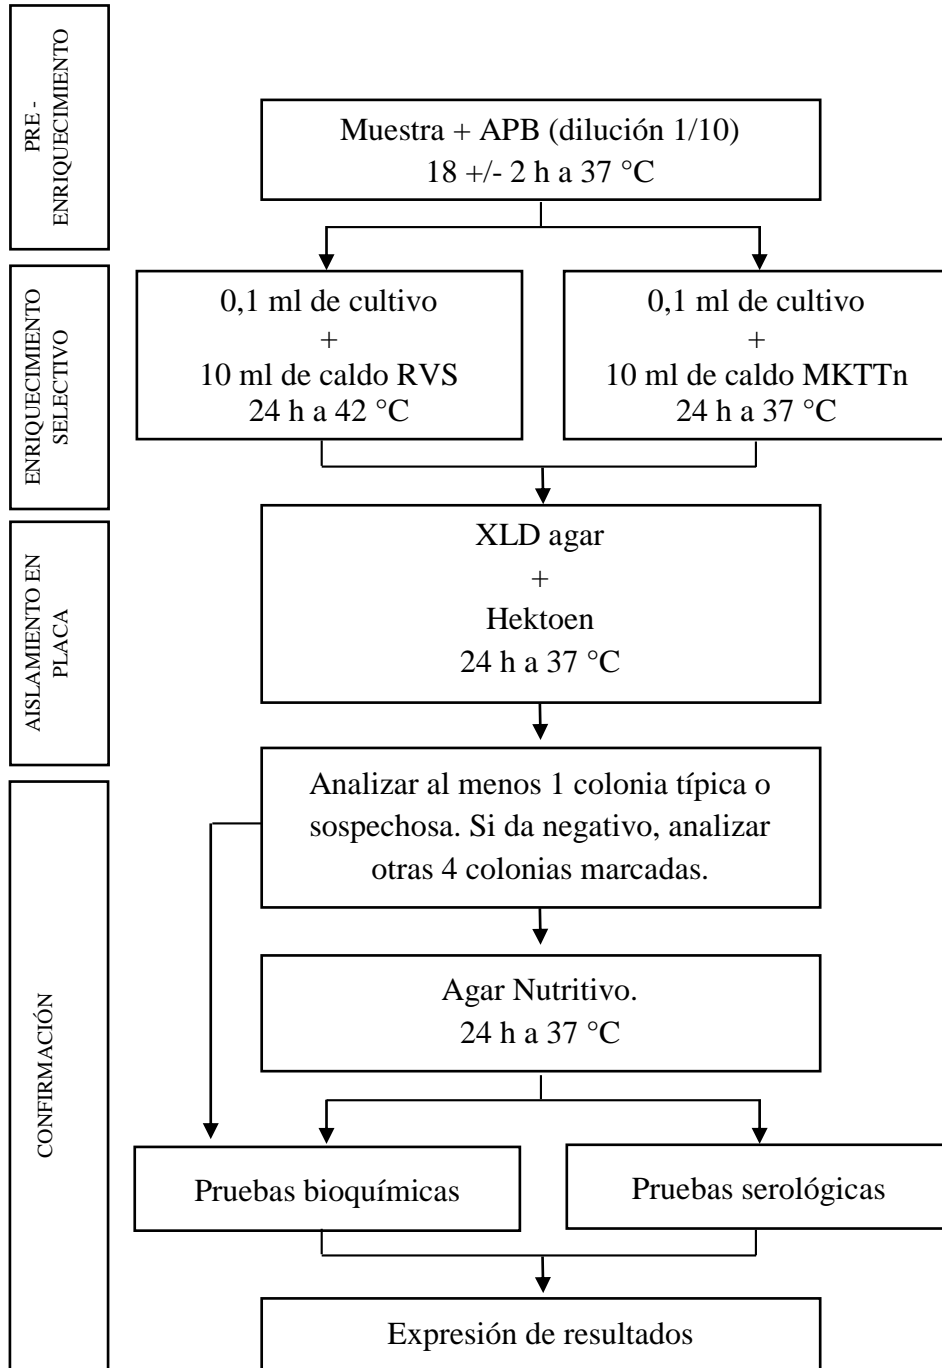 PRE -
ENRIQUECIMIENTO
Muestra + APB (dilución 1/10)
18 +/- 2 h a 37 °C
ENRIQUECIMIENTO
SELECTIVO
0,1 ml de cultivo
+
10 ml de caldo RVS
24 h a 42 °C
0,1 ml de cultivo
+
10 ml de caldo MKTTn
24 h a 37 °C
AISLAMIENTO EN
PLACA
XLD agar
+
Hektoen
24 h a 37 °C
CONFIRMACIÓN
Analizar al menos 1 colonia típica o
sospechosa. Si da negativo, analizar
otras 4 colonias marcadas.
Agar Nutritivo.
24 h a 37 °C
Pruebas bioquímicas
Pruebas serológicas
Expresión de resultados